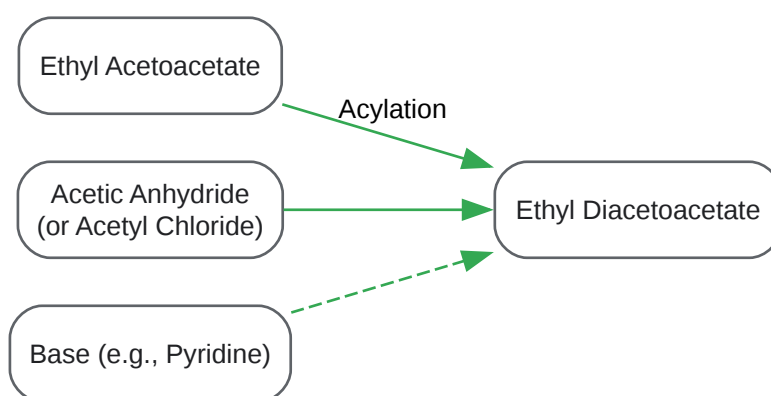 Ethyl Acetoacetate
Acylation
Acetic Anhydride
(or Acetyl Chloride)
Ethyl Diacetoacetate
Base (e.g., Pyridine)